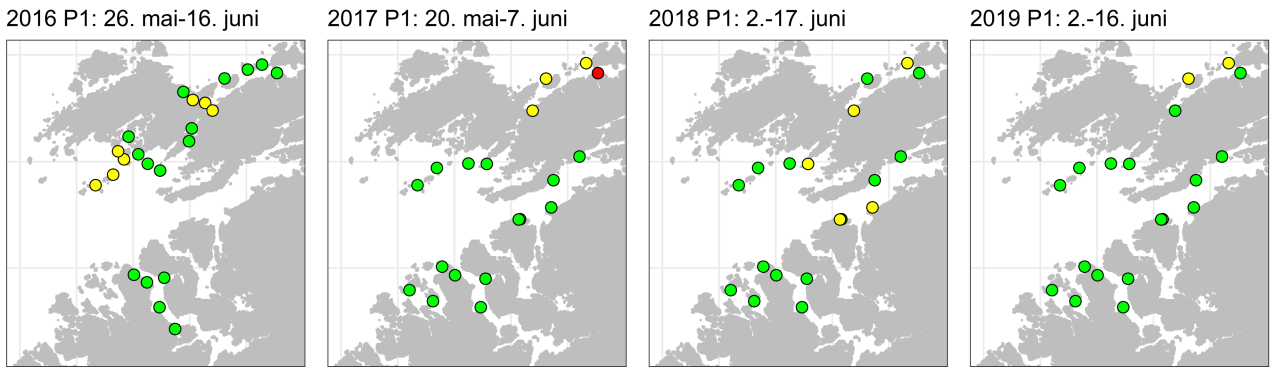 2016 P1: 26. mai-16. juni
2017 P1: 20. mai-7. juni
2018 P1: 2.-17. juni
2019 P1: 2.-16. juni